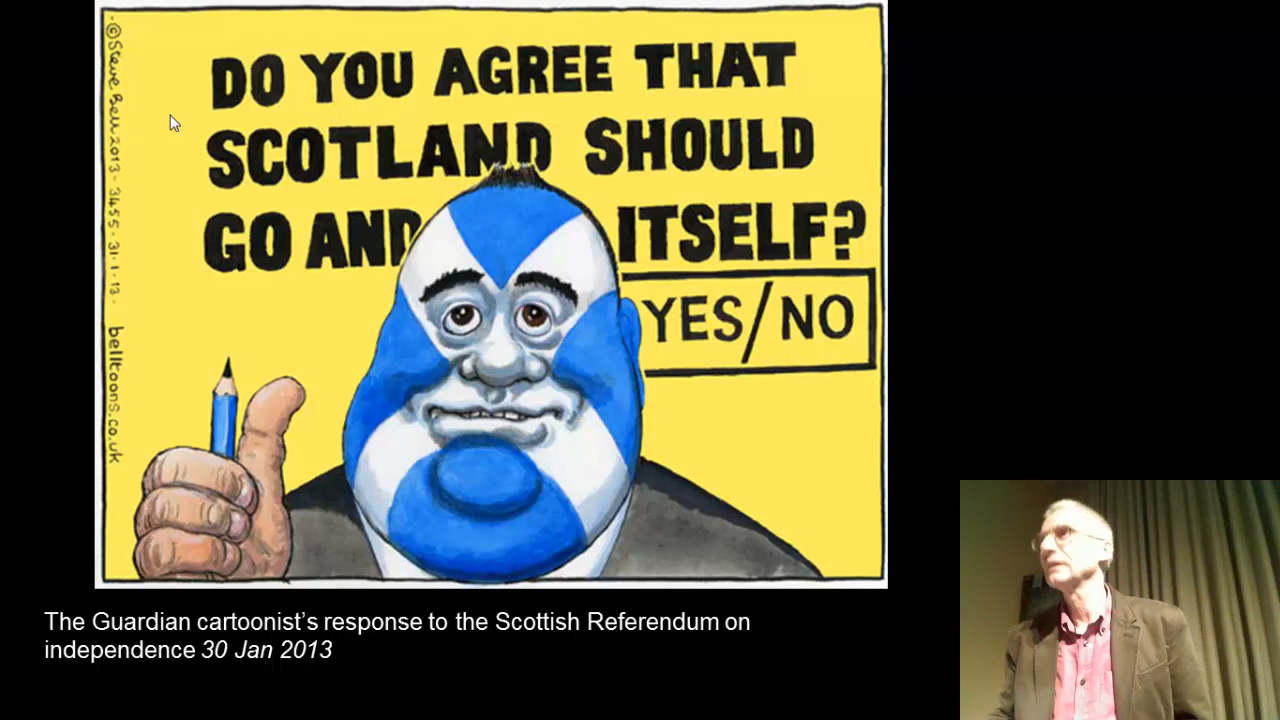 ©Steve Bell 2013 - 3455 - 31 · 1 · 13 - belltoons.co.uk
DO YOU AGREE THAT
SCOTLAND SHOULD
GO AND ITSELF?
YES/NO
The Guardian cartoonist’s response to the Scottish Referendum on
independence 30 Jan 2013